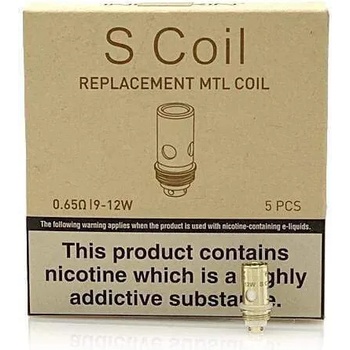 S Coil
REPLACEMENT MTL COIL
0.65Ω |9-12W
5 PCS
The following warning applies when the product is used with nicotine-containing e-liquids.
This product contains
nicotine which is a
addictive
12W